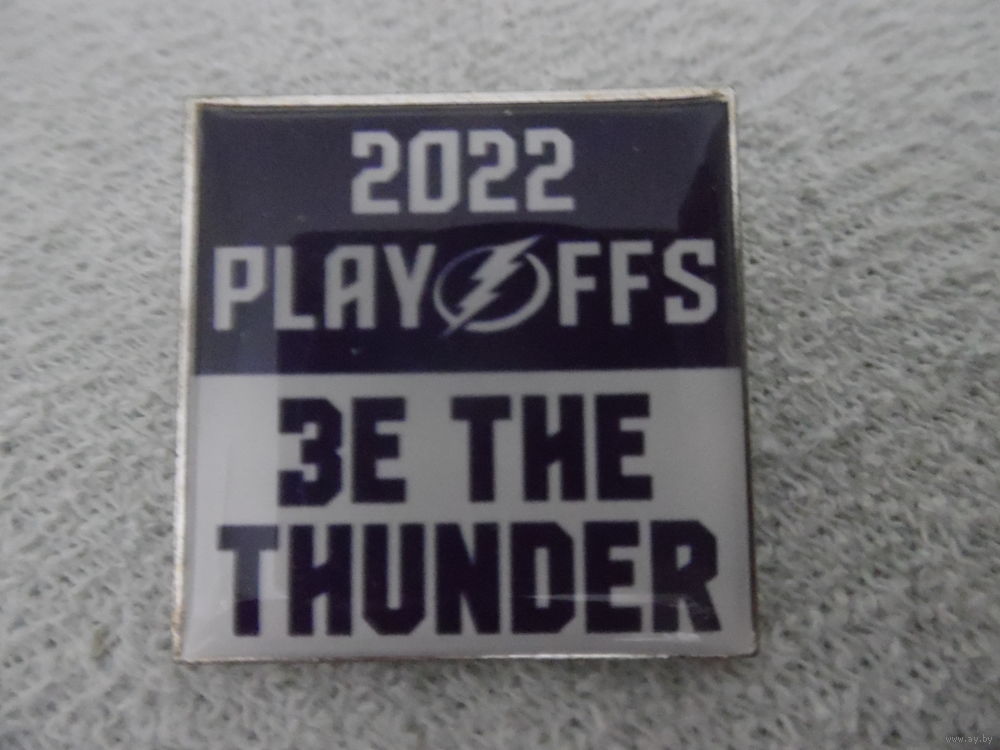 2022
PLAYOFFS
3E THE
THUNDER
www.ay.by